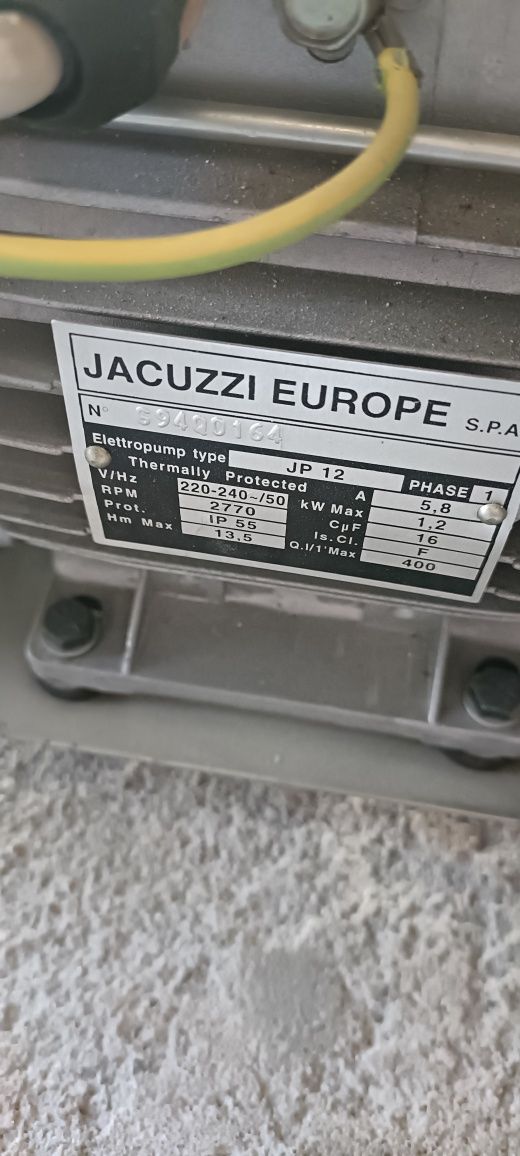 JACUZZI EUROPE S.P.A
N° S94Q0164
Elettropump type JP 12 PHASE 1
Thermally Protected A 5,8
V/Hz 220-240~/50 kW Max 1,2
RPM 2770 CµF 16
Prot. IP 55 Is.Cl. F
Hm Max 13,5 Q.l/1'Max 400